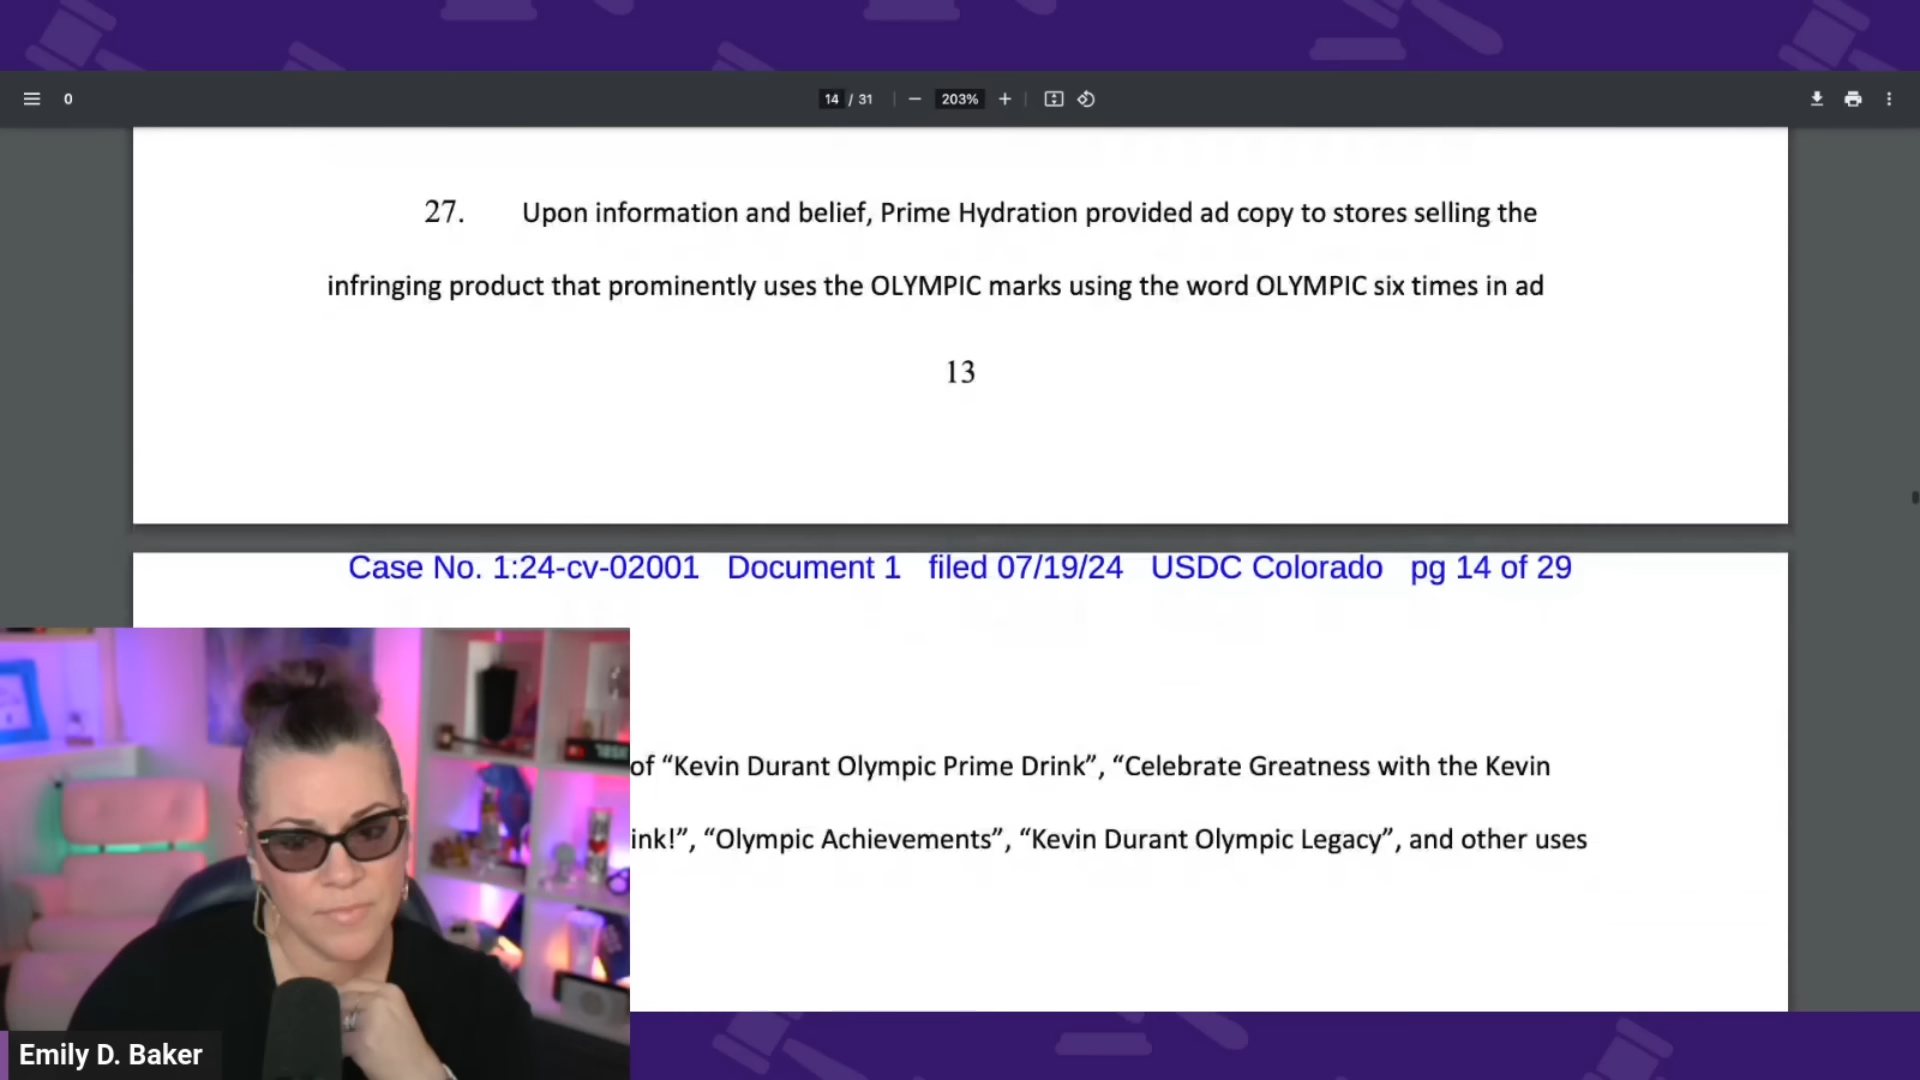 0
14 / 31
203%
27. Upon information and belief, Prime Hydration provided ad copy to stores selling the
infringing product that prominently uses the OLYMPIC marks using the word OLYMPIC six times in ad
13
Case No. 1:24-cv-02001 Document 1 filed 07/19/24 USDC Colorado pg 14 of 29
of “Kevin Durant Olympic Prime Drink”, “Celebrate Greatness with the Kevin
ink!”, “Olympic Achievements”, “Kevin Durant Olympic Legacy”, and other uses
Emily D. Baker